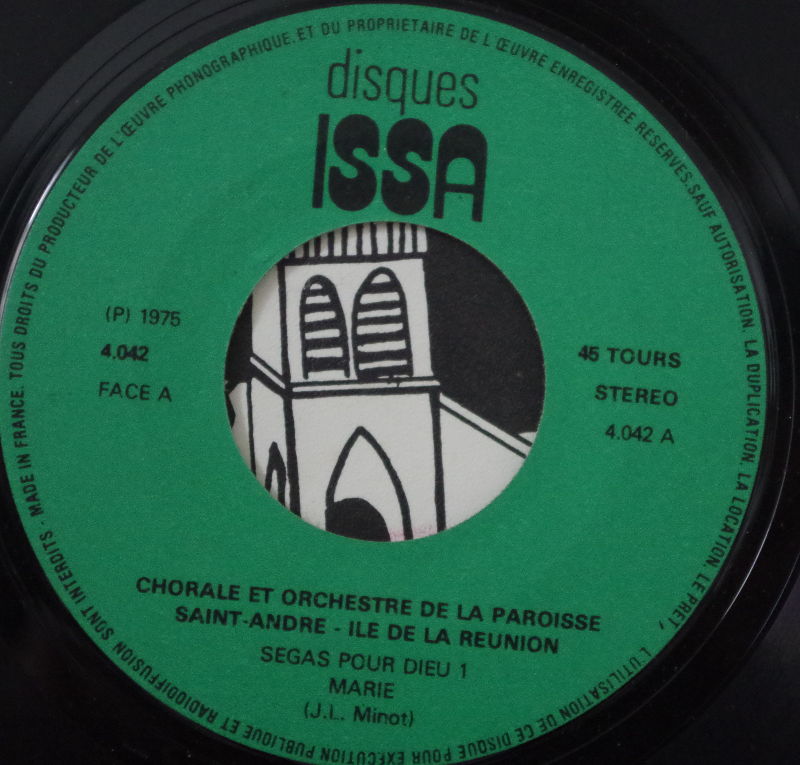 disques
ISSA
(P) 1975
4.042
FACE A
45 TOURS
STEREO
4.042 A
CHORALE ET ORCHESTRE DE LA PAROISSE
SAINT-ANDRE - ILE DE LA REUNION
SEGAS POUR DIEU 1
MARIE
(J.L. Minot)
MADE IN FRANCE. TOUS DROITS DU PRODUCTEUR DE L'ŒUVRE PHONOGRAPHIQUE. ET DU PROPRIETAIRE DE L'ŒUVRE ENREGISTREE RESERVES. SAUF AUTORISATION, LA DUPLICATION, LA LOCATION, LE PRET, L'UTILISATION DE CE DISQUE POUR EXECUTION PUBLIQUE ET RADIODIFFUSION SONT INTERDITS -